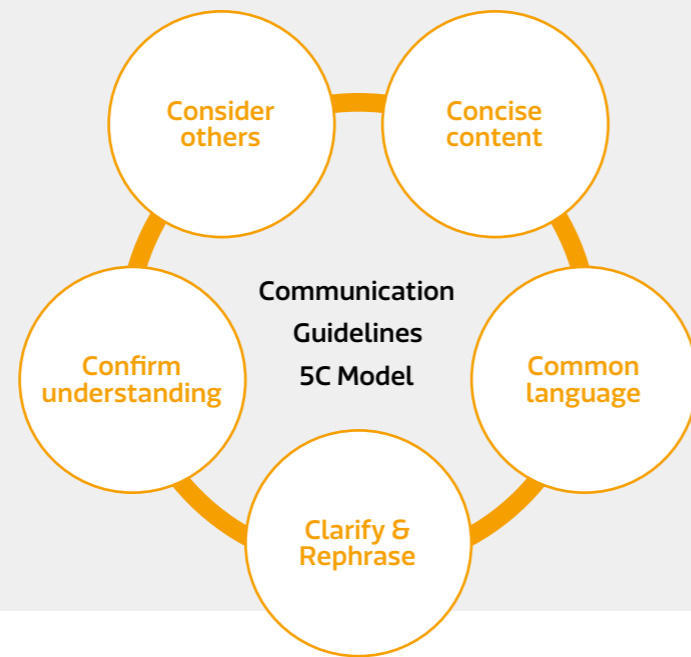 Consider
others
Concise
content
Communication
Guidelines
5C Model
Confirm
understanding
Common
language
Clarify &
Rephrase